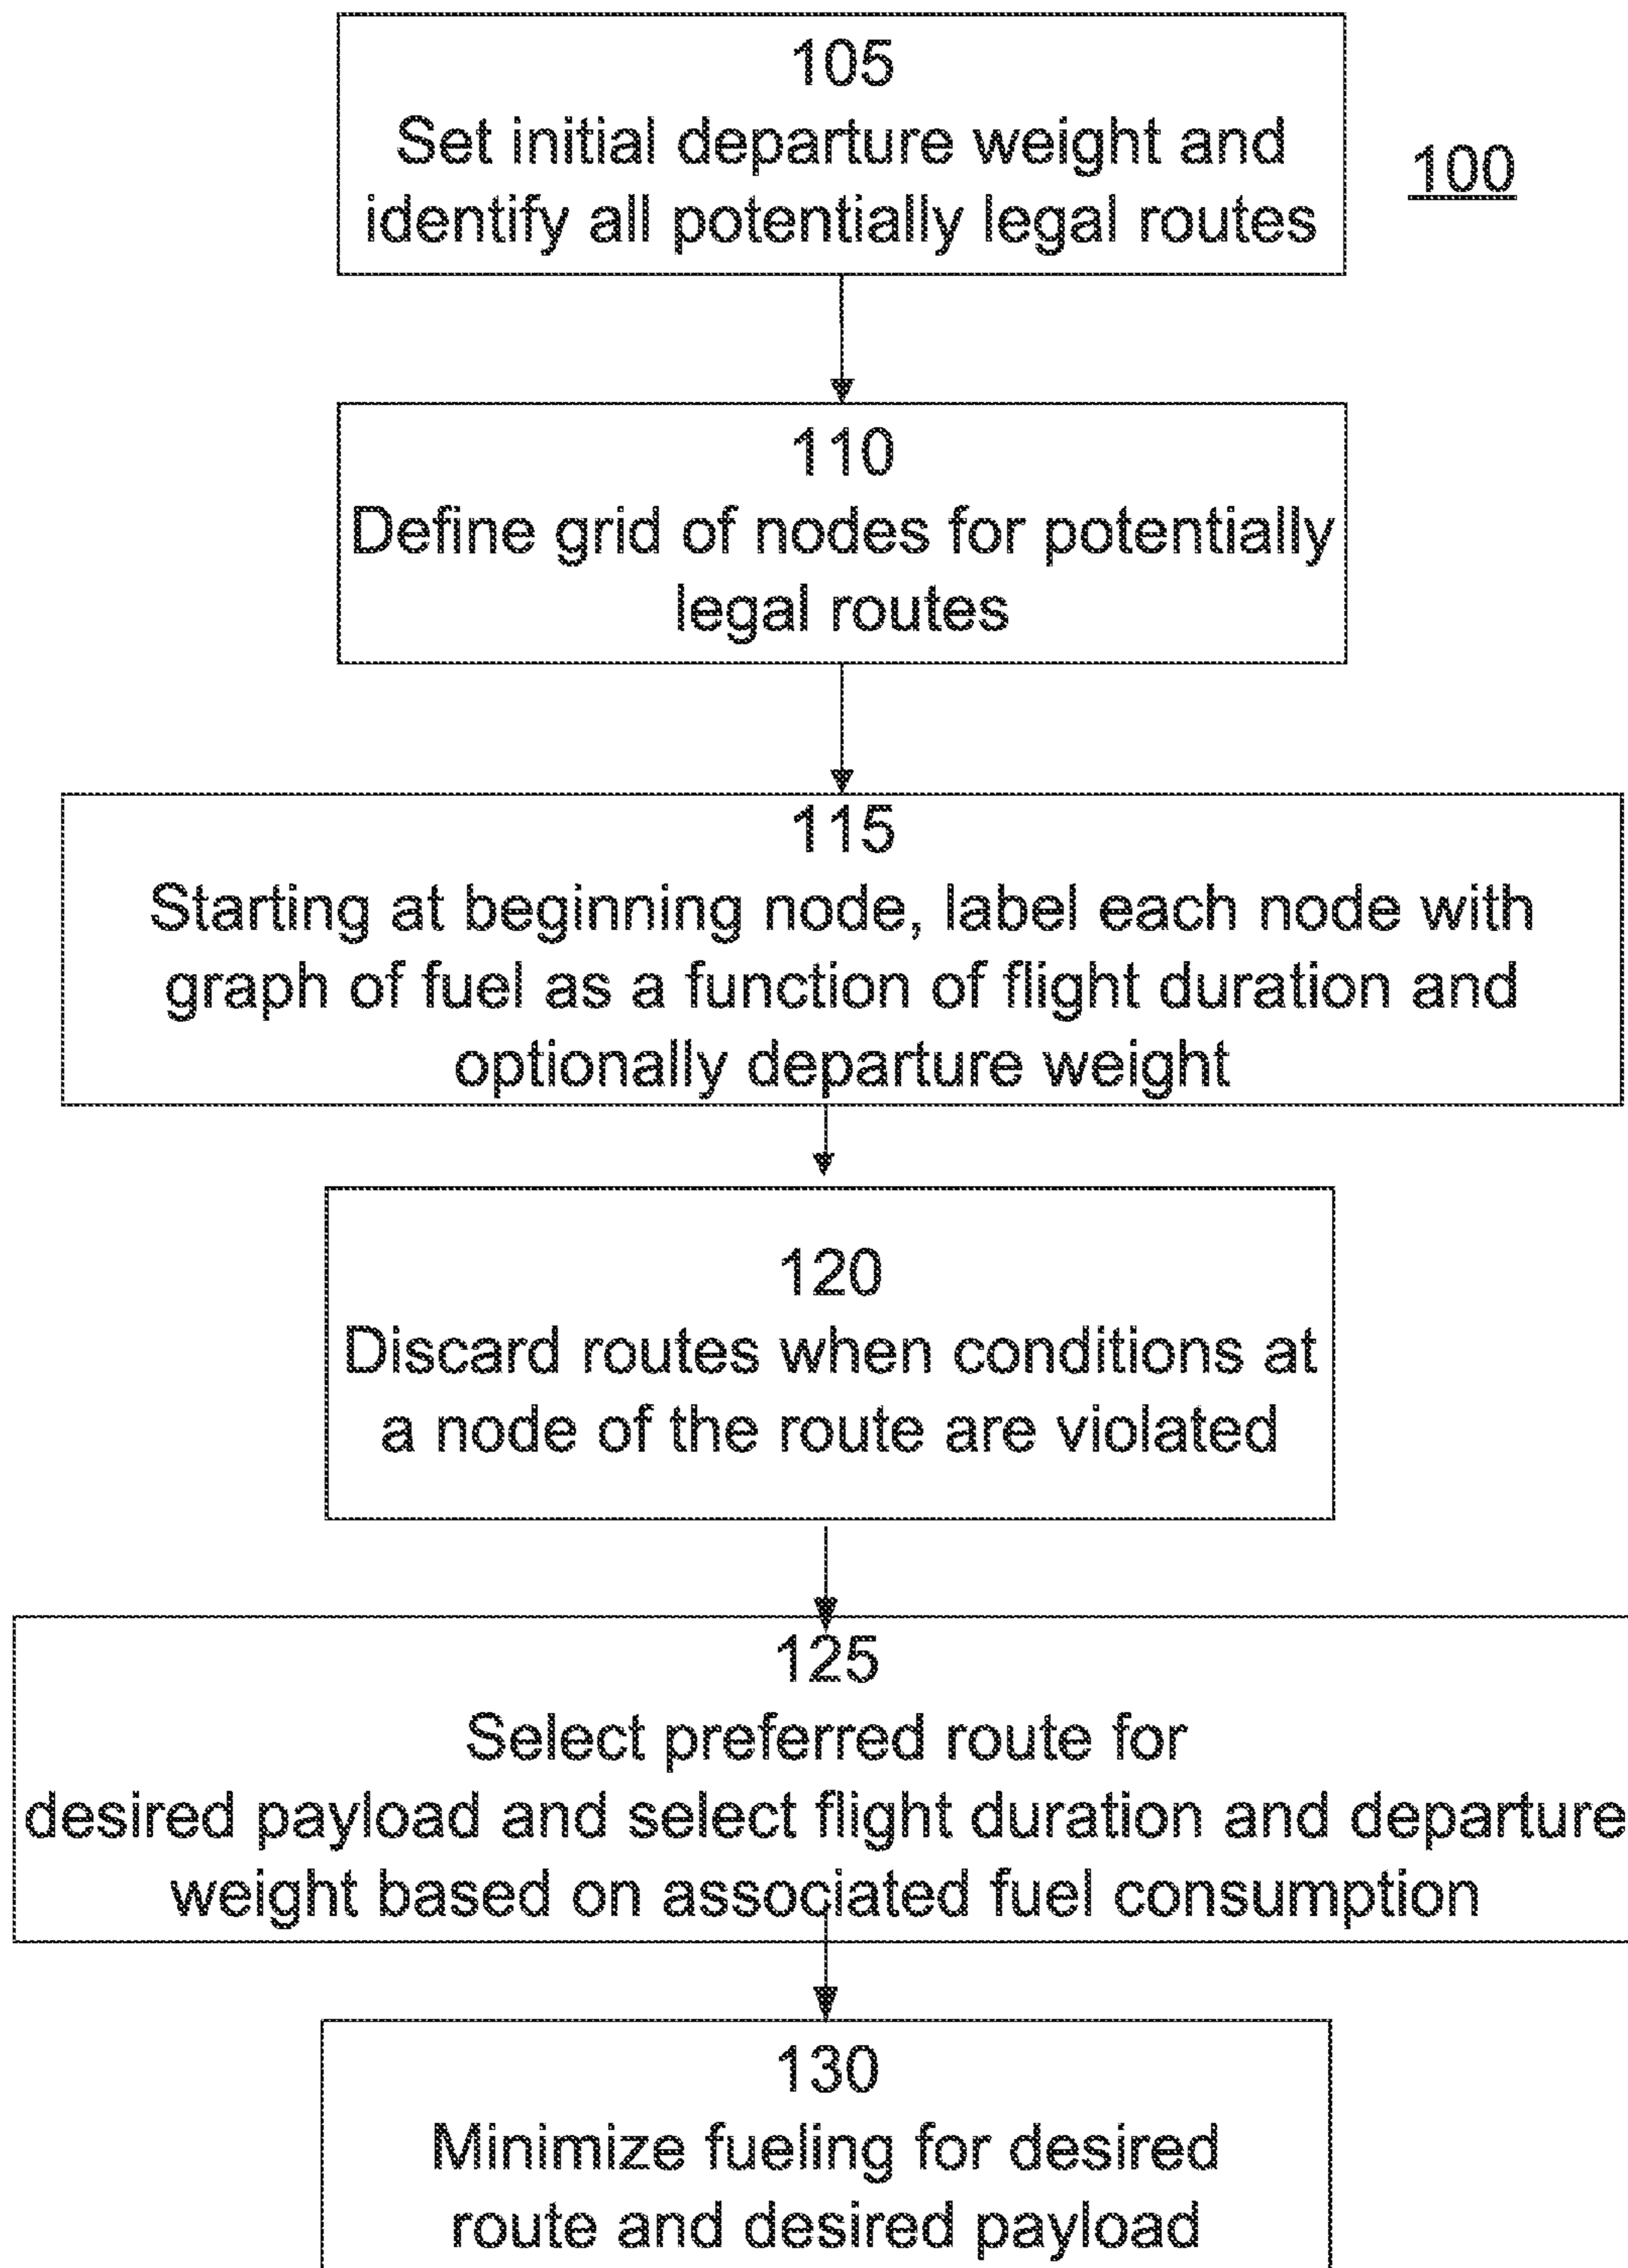 105
Set initial departure weight and
identify all potentially legal routes
100
110
Define grid of nodes for potentially
legal routes
115
Starting at beginning node, label each node with
graph of fuel as a function of flight duration and
optionally departure weight
120
Discard routes when conditions at
a node of the route are violated
125
Select preferred route for
desired payload and select flight duration and departure
weight based on associated fuel consumption
130
Minimize fueling for desired
route and desired payload